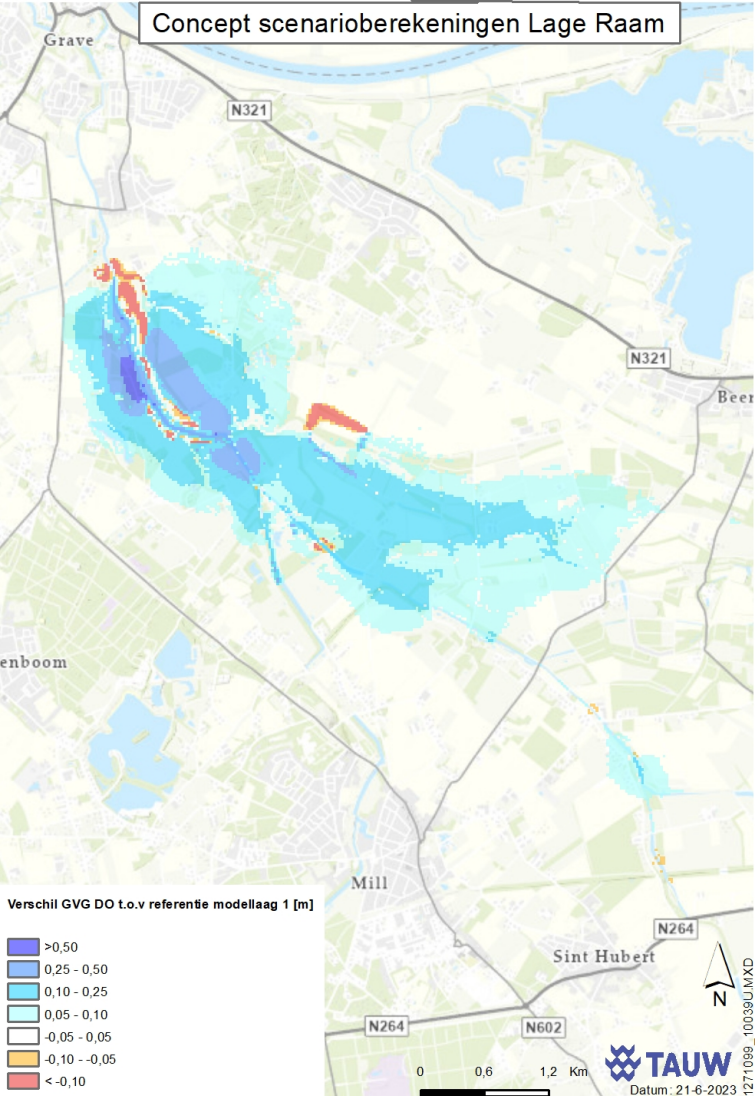 Concept scenarioberekeningen Lage Raam
Grave
N321
N321
Beer
enboom
Mill
Verschil GVG DO t.o.v referentie modellaag 1 [m]
>0,50
0,25 - 0,50
0,10 - 0,25
0,05 - 0,10
-0,05 - 0,05
-0,10 - -0,05
< -0,10
N264
Sint Hubert
N264
N602
N
0 0,6 1,2 Km
TAUW
Datum: 21-6-2023
1271099_10039U.MXD